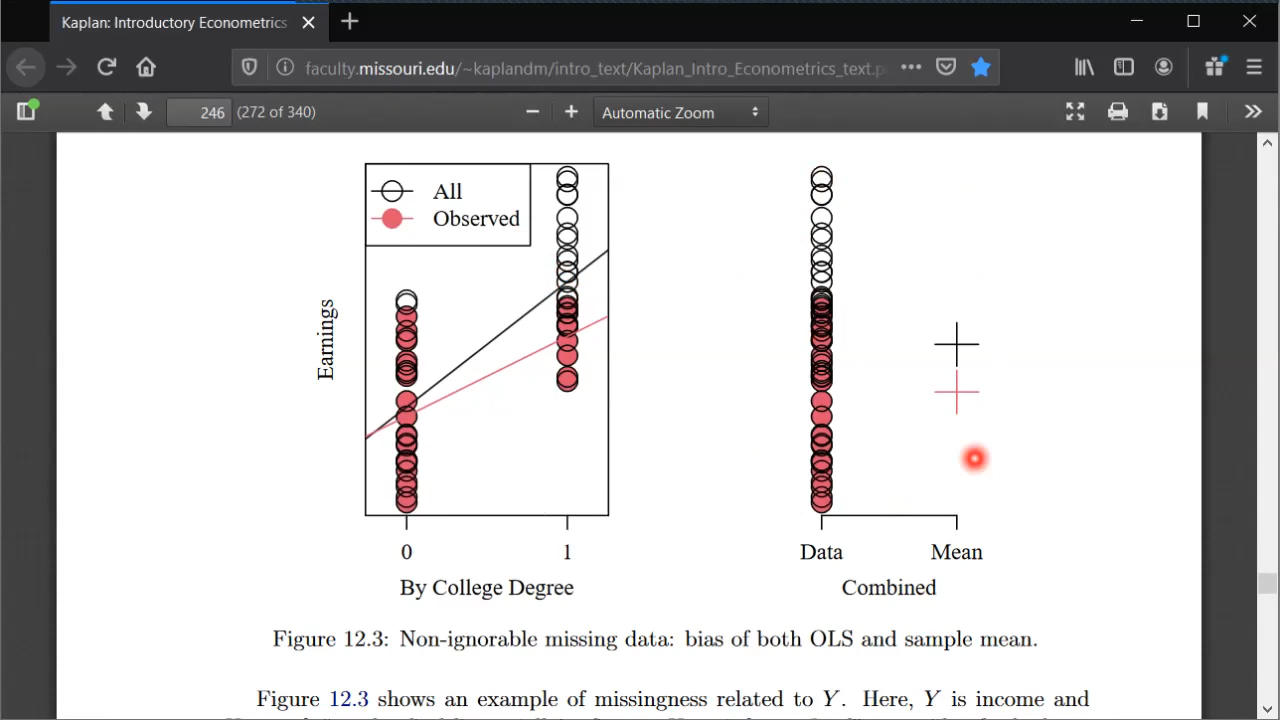 Kaplan: Introductory Econometrics
faculty.missouri.edu/~kaplandm/intro_text/Kaplan_Intro_Econometrics_text.p
246 (272 of 340)
Automatic Zoom
All
Observed
Earnings
0
1
By College Degree
Data
Mean
Combined
Figure 12.3: Non-ignorable missing data: bias of both OLS and sample mean.
Figure 12.3 shows an example of missingness related to Y. Here, Y is income and